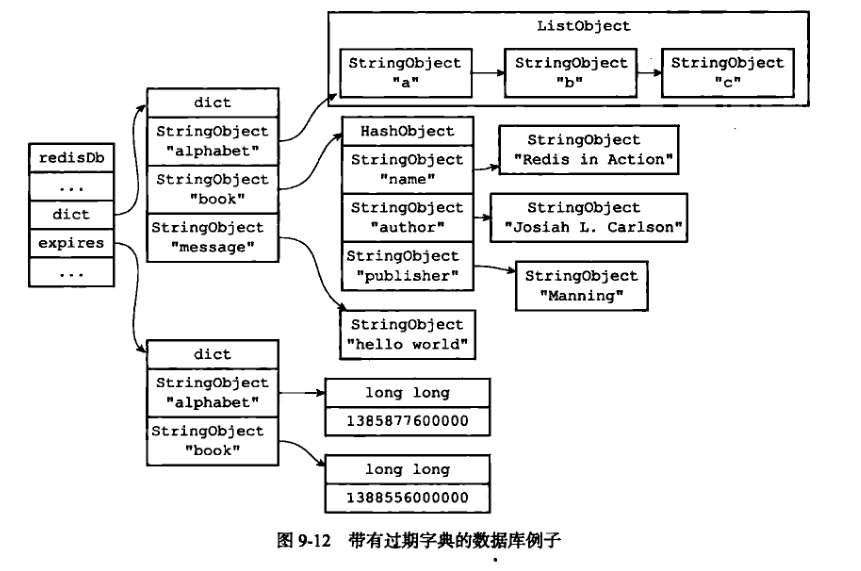 ListObject
StringObject
"a"
StringObject
"b"
StringObject
"c"
redisDb
...
dict
expires
...
dict
StringObject
"alphabet"
StringObject
"book"
StringObject
"message"
HashObject
StringObject
"name"
StringObject
"author"
StringObject
"publisher"
StringObject
"Redis in Action"
StringObject
"Josiah L. Carlson"
StringObject
"Manning"
StringObject
"hello world"
dict
StringObject
"alphabet"
StringObject
"book"
long long
1385877600000
long long
1388556000000
图 9-12 带有过期字典的数据库例子